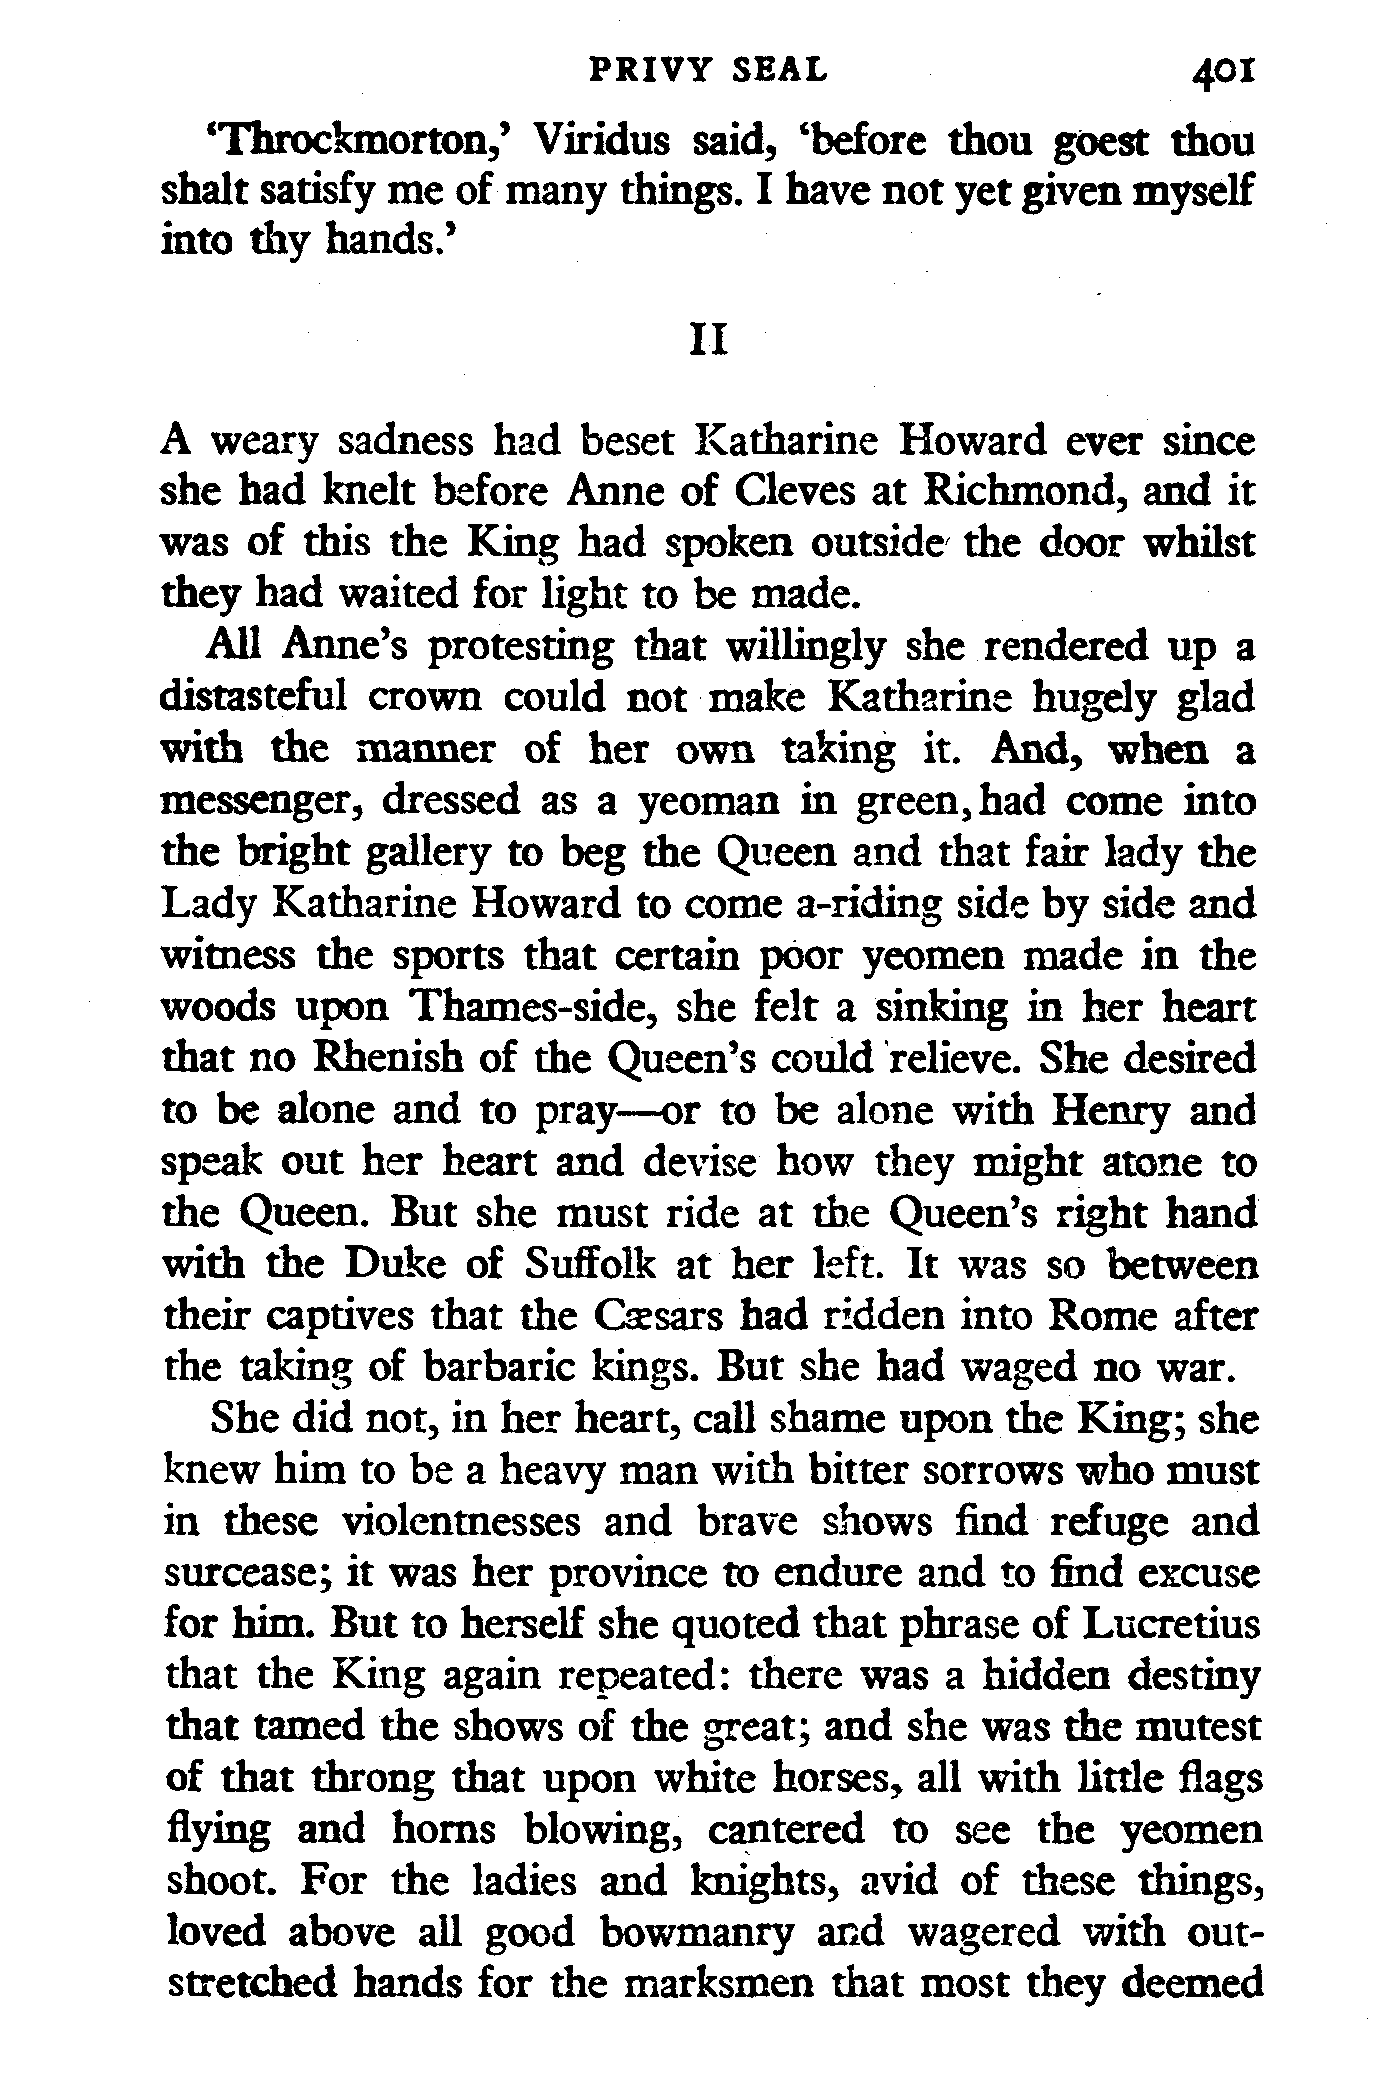 PRIVY SEAL 401
‘Throckmorton,’ Viridus said, ‘before thou goest thou
shalt satisfy me of many things. I have not yet given myself
into thy hands.’
II
A weary sadness had beset Katharine Howard ever since
she had knelt before Anne of Cleves at Richmond, and it
was of this the King had spoken outside the door whilst
they had waited for light to be made.
All Anne’s protesting that willingly she rendered up a
distasteful crown could not make Katharine hugely glad
with the manner of her own taking it. And, when a
messenger, dressed as a yeoman in green, had come into
the bright gallery to beg the Queen and that fair lady the
Lady Katharine Howard to come a-riding side by side and
witness the sports that certain poor yeomen made in the
woods upon Thames-side, she felt a sinking in her heart
that no Rhenish of the Queen’s could relieve. She desired
to be alone and to pray—or to be alone with Henry and
speak out her heart and devise how they might atone to
the Queen. But she must ride at the Queen’s right hand
with the Duke of Suffolk at her left. It was so between
their captives that the Cæsars had ridden into Rome after
the taking of barbaric kings. But she had waged no war.
She did not, in her heart, call shame upon the King; she
knew him to be a heavy man with bitter sorrows who must
in these violentnesses and brave shows find refuge and
surcease; it was her province to endure and to find excuse
for him. But to herself she quoted that phrase of Lucretius
that the King again repeated: there was a hidden destiny
that tamed the shows of the great; and she was the mutest
of that throng that upon white horses, all with little flags
flying and horns blowing, cantered to see the yeomen
shoot. For the ladies and knights, avid of these things,
loved above all good bowmanry and wagered with out-
stretched hands for the marksmen that most they deemed